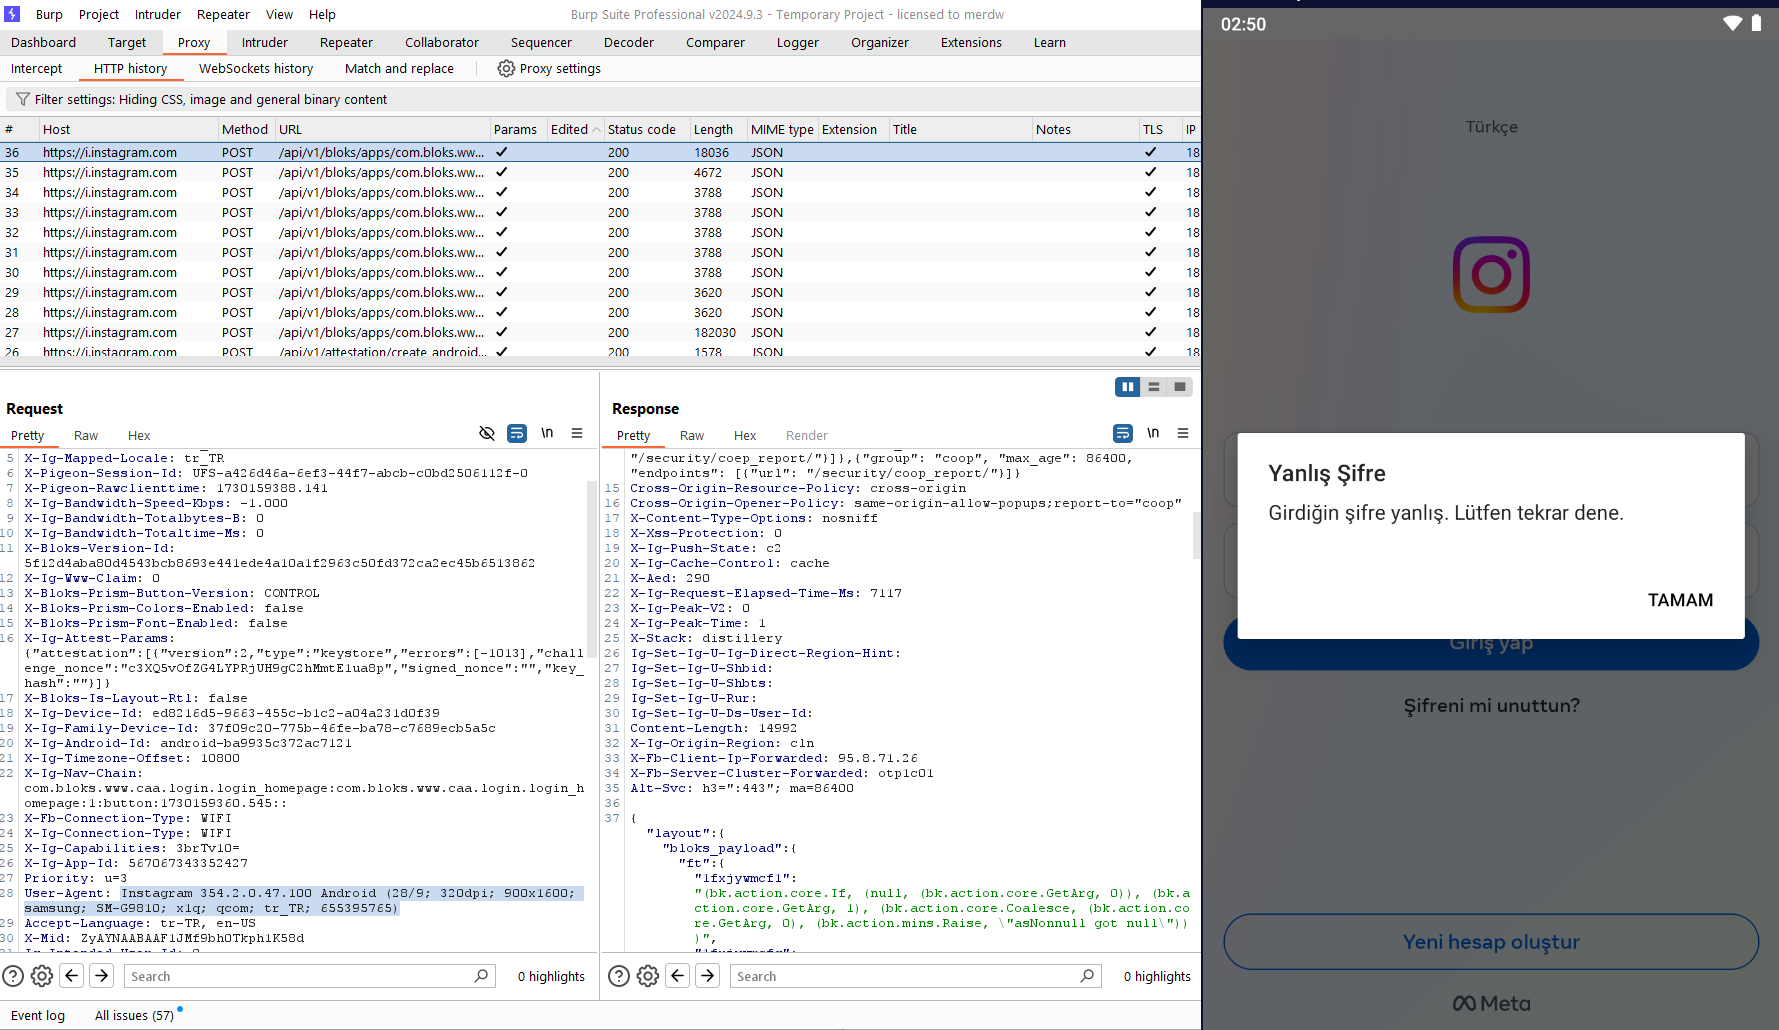 Burp Project Intruder Repeater View Help Burp Suite Professional v2024.9.3 - Temporary Project - licensed to merdw
Dashboard Target Proxy Intruder Repeater Collaborator Sequencer Decoder Comparer Logger Organizer Extensions Learn
Intercept HTTP history WebSockets history Match and replace Proxy settings
Filter settings: Hiding CSS, image and general binary content
# Host Method URL Params Edited Status code Length MIME type Extension Title Notes TLS IP
36 https://i.instagram.com POST /api/v1/bloks/apps/com.bloks.ww... ✓ 200 18036 JSON ✓ 18
35 https://i.instagram.com POST /api/v1/bloks/apps/com.bloks.ww... ✓ 200 4672 JSON ✓ 18
34 https://i.instagram.com POST /api/v1/bloks/apps/com.bloks.ww... ✓ 200 3788 JSON ✓ 18
33 https://i.instagram.com POST /api/v1/bloks/apps/com.bloks.ww... ✓ 200 3788 JSON ✓ 18
32 https://i.instagram.com POST /api/v1/bloks/apps/com.bloks.ww... ✓ 200 3788 JSON ✓ 18
31 https://i.instagram.com POST /api/v1/bloks/apps/com.bloks.ww... ✓ 200 3788 JSON ✓ 18
30 https://i.instagram.com POST /api/v1/bloks/apps/com.bloks.ww... ✓ 200 3788 JSON ✓ 18
29 https://i.instagram.com POST /api/v1/bloks/apps/com.bloks.ww... ✓ 200 3620 JSON ✓ 18
28 https://i.instagram.com POST /api/v1/bloks/apps/com.bloks.ww... ✓ 200 3620 JSON ✓ 18
27 https://i.instagram.com POST /api/v1/bloks/apps/com.bloks.ww... ✓ 200 182030 JSON ✓ 18
26 https://i.instagram.com POST /api/v1/attestation/create_android... ✓ 200 1578 JSON ✓ 18
Request
Pretty Raw Hex \n
5 X-Ig-Mapped-Locale: tr_TR
6 X-Pigeon-Session-Id: UFS-a426d46a-6ef3-44f7-abcb-c0bd2506112f-0
7 X-Pigeon-Rawclienttime: 1730159388.141
8 X-Ig-Bandwidth-Speed-Kbps: -1.000
9 X-Ig-Bandwidth-Totalbytes-B: 0
10 X-Ig-Bandwidth-Totaltime-Ms: 0
11 X-Bloks-Version-Id:
5f12d4aba80d4543bcb8693e441ede4a10a1f2963c50fd372ca2ec45b6513862
12 X-Ig-Www-Claim: 0
13 X-Bloks-Prism-Button-Version: CONTROL
14 X-Bloks-Prism-Colors-Enabled: false
15 X-Bloks-Prism-Font-Enabled: false
16 X-Ig-Attest-Params:
{"attestation":[{"version":2,"type":"keystore","errors":[-1013],"chall
enge_nonce":"c3XQ5vOfZG4LYPRjUH9gC2hMmtE1ua8p","signed_nonce":"","key_
hash":""}]}
17 X-Bloks-Is-Layout-Rtl: false
18 X-Ig-Device-Id: ed8216d5-9663-455c-b1c2-a04a231d0f39
19 X-Ig-Family-Device-Id: 37f09c20-775b-46fe-ba78-c7689ecb5a5c
20 X-Ig-Android-Id: android-ba9935c372ac7121
21 X-Ig-Timezone-Offset: 10800
22 X-Ig-Nav-Chain:
com.bloks.www.caa.login.login_homepage:com.bloks.www.caa.login.login_h
omepage:1:button:1730159360.545::
23 X-Fb-Connection-Type: WIFI
24 X-Ig-Connection-Type: WIFI
25 X-Ig-Capabilities: 3brTv10=
26 X-Ig-App-Id: 567067343352427
27 Priority: u=3
28 User-Agent: Instagram 354.2.0.47.100 Android (28/9; 320dpi; 900x1600;
samsung; SM-G9810; x1q; qcom; tr_TR; 655395765)
29 Accept-Language: tr-TR, en-US
30 X-Mid: ZyAYNAABAAF1JMf9bh0Tkph1K58d
31 Ig-Intended-User-Id: 0
Search 0 highlights
Response
Pretty Raw Hex Render \n
"/security/coep_report/"}]},{"group": "coop", "max_age": 86400,
"endpoints": [{"url": "/security/coop_report/"}]}
15 Cross-Origin-Resource-Policy: cross-origin
16 Cross-Origin-Opener-Policy: same-origin-allow-popups;report-to="coop"
17 X-Content-Type-Options: nosniff
18 X-Xss-Protection: 0
19 X-Ig-Push-State: c2
20 X-Ig-Cache-Control: cache
21 X-Aed: 290
22 X-Ig-Request-Elapsed-Time-Ms: 7117
23 X-Ig-Peak-V2: 0
24 X-Ig-Peak-Time: 1
25 X-Stack: distillery
26 Ig-Set-Ig-U-Ig-Direct-Region-Hint:
27 Ig-Set-Ig-U-Shbid:
28 Ig-Set-Ig-U-Shbts:
29 Ig-Set-Ig-U-Rur:
30 Ig-Set-Ig-U-Ds-User-Id:
31 Content-Length: 14992
32 X-Ig-Origin-Region: cln
33 X-Fb-Client-Ip-Forwarded: 95.8.71.26
34 X-Fb-Server-Cluster-Forwarded: otp1c01
35 Alt-Svc: h3=":443"; ma=86400
36
37 {
"layout":{
"bloks_payload":{
"ft":{
"1fxjywmcf1":
"(bk.action.core.If, (null, (bk.action.core.GetArg, 0)), (bk.a
ction.core.GetArg, 1), (bk.action.core.Coalesce, (bk.action.co
re.GetArg, 0), (bk.action.mins.Raise, \"asNonnull got null\"))
)",
Search 0 highlights
Event log All issues (57)
02:50
Türkçe
Yanlış Şifre
Girdiğin şifre yanlış. Lütfen tekrar dene.
TAMAM
Giriş yap
Şifreni mi unuttun?
Yeni hesap oluştur
Meta